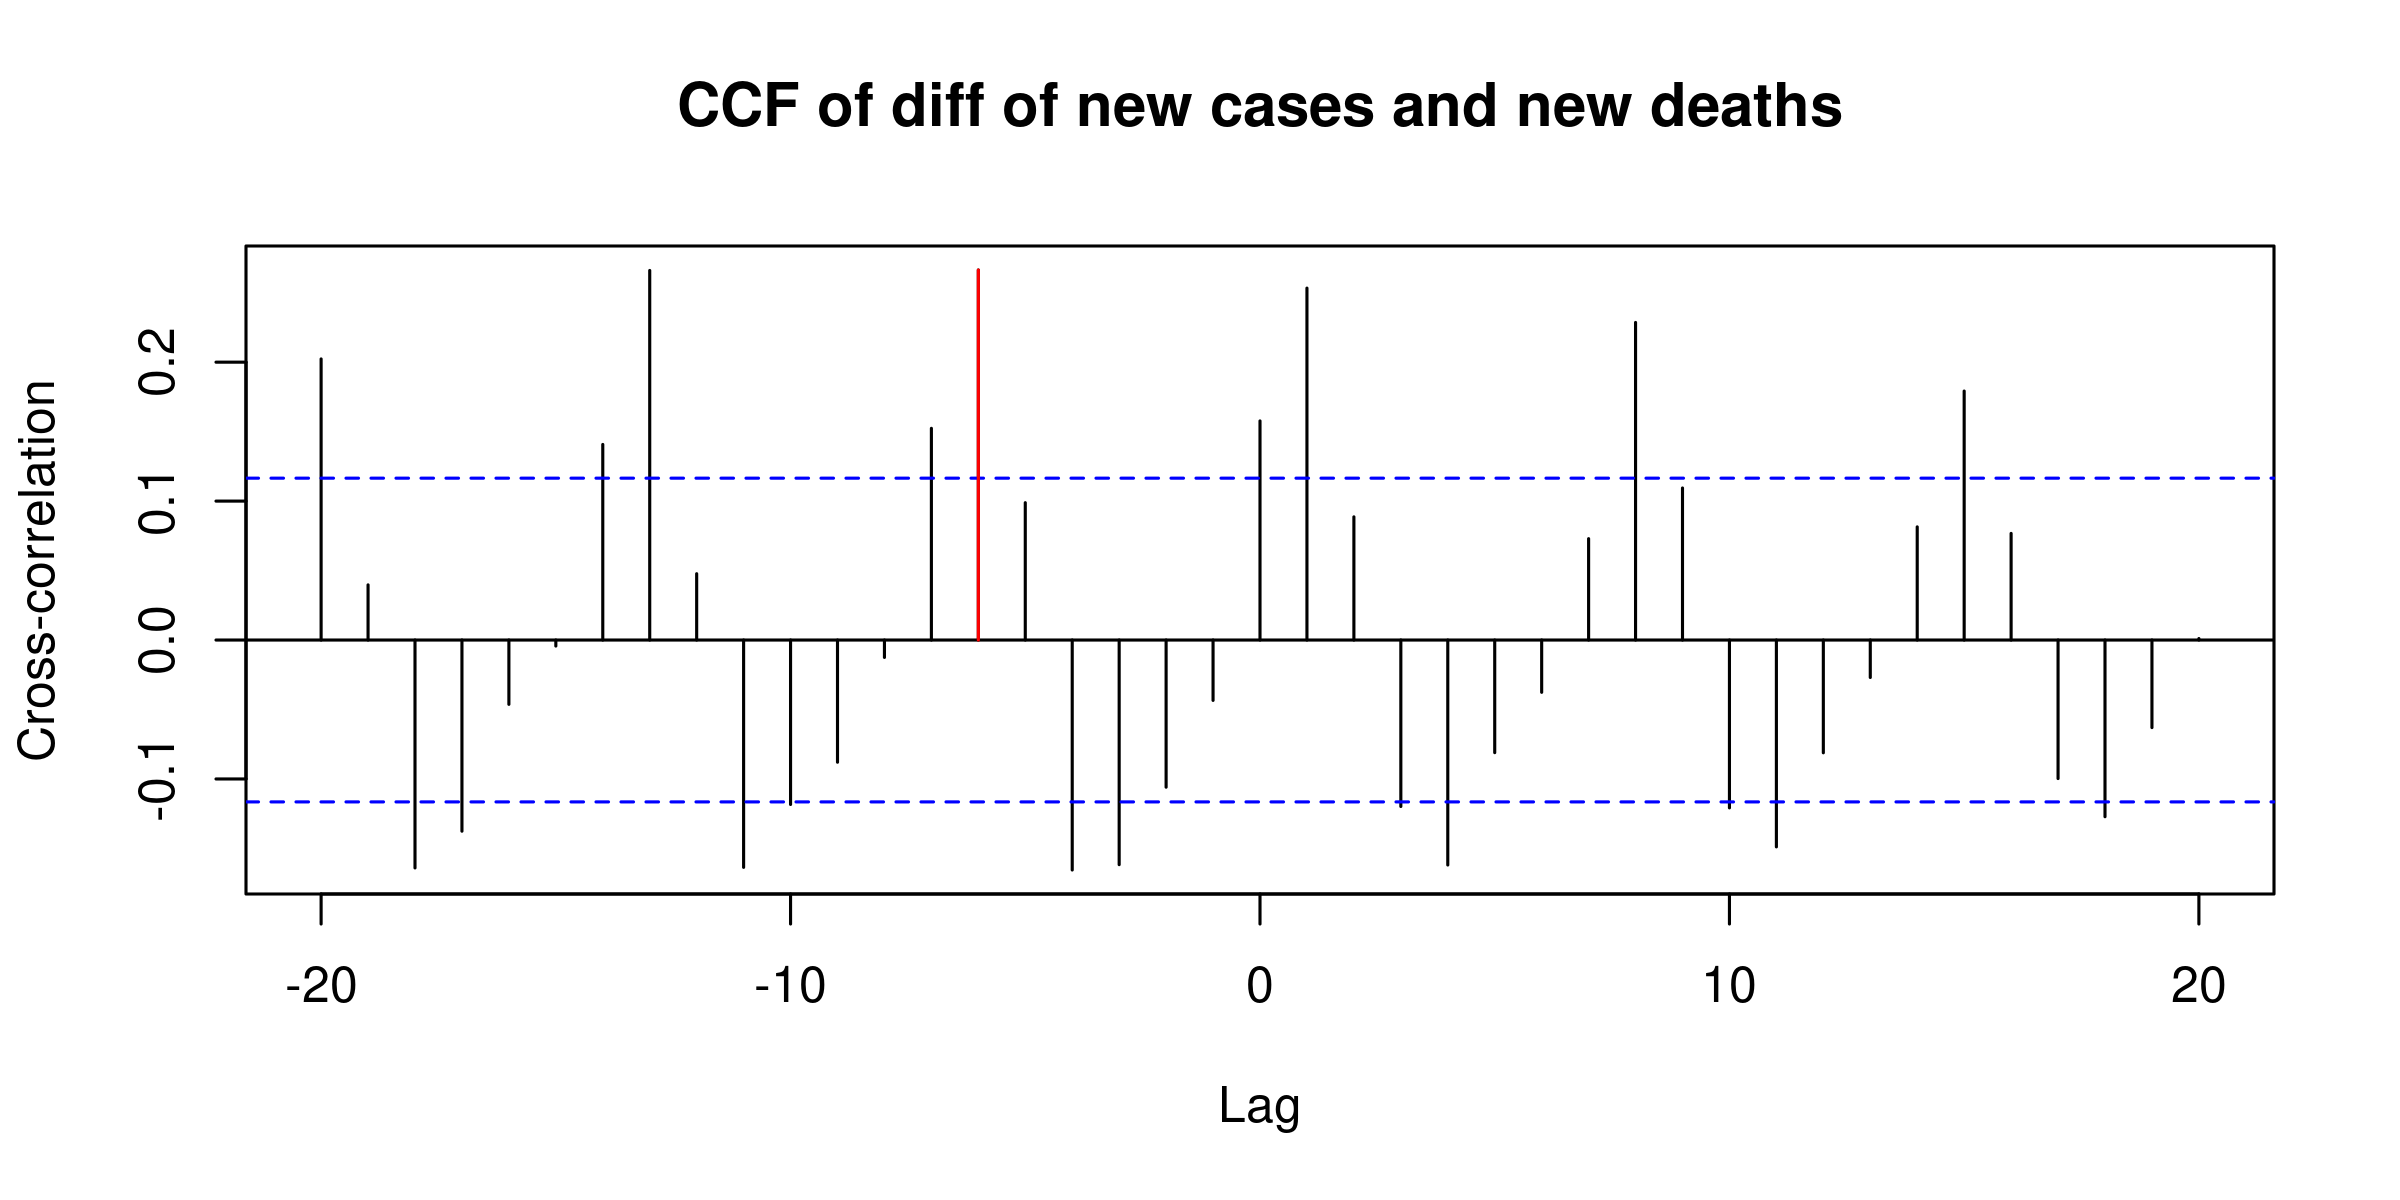 CCF of diff of new cases and new deaths
Cross-correlation
0.2
0.1
0.0
-0.1
-20 -10 0 10 20
Lag